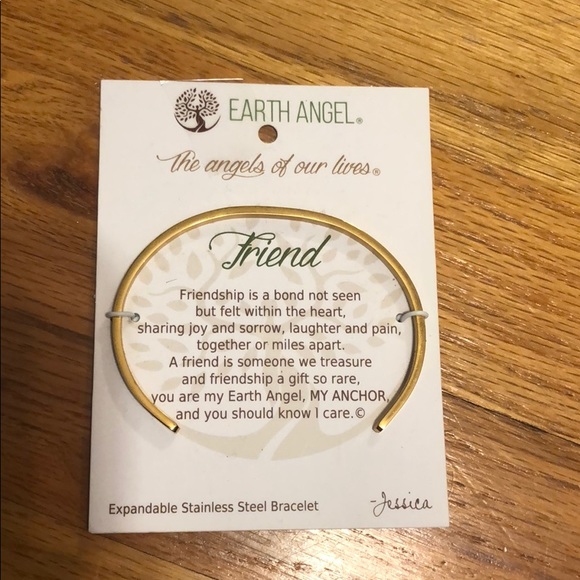 EARTH ANGEL®
The angels of our lives®
Friend
Friendship is a bond not seen
but felt within the heart,
sharing joy and sorrow, laughter and pain,
together or miles apart.
A friend is someone we treasure
and friendship a gift so rare,
you are my Earth Angel, MY ANCHOR,
and you should know I care.©
Expandable Stainless Steel Bracelet
-Jessica